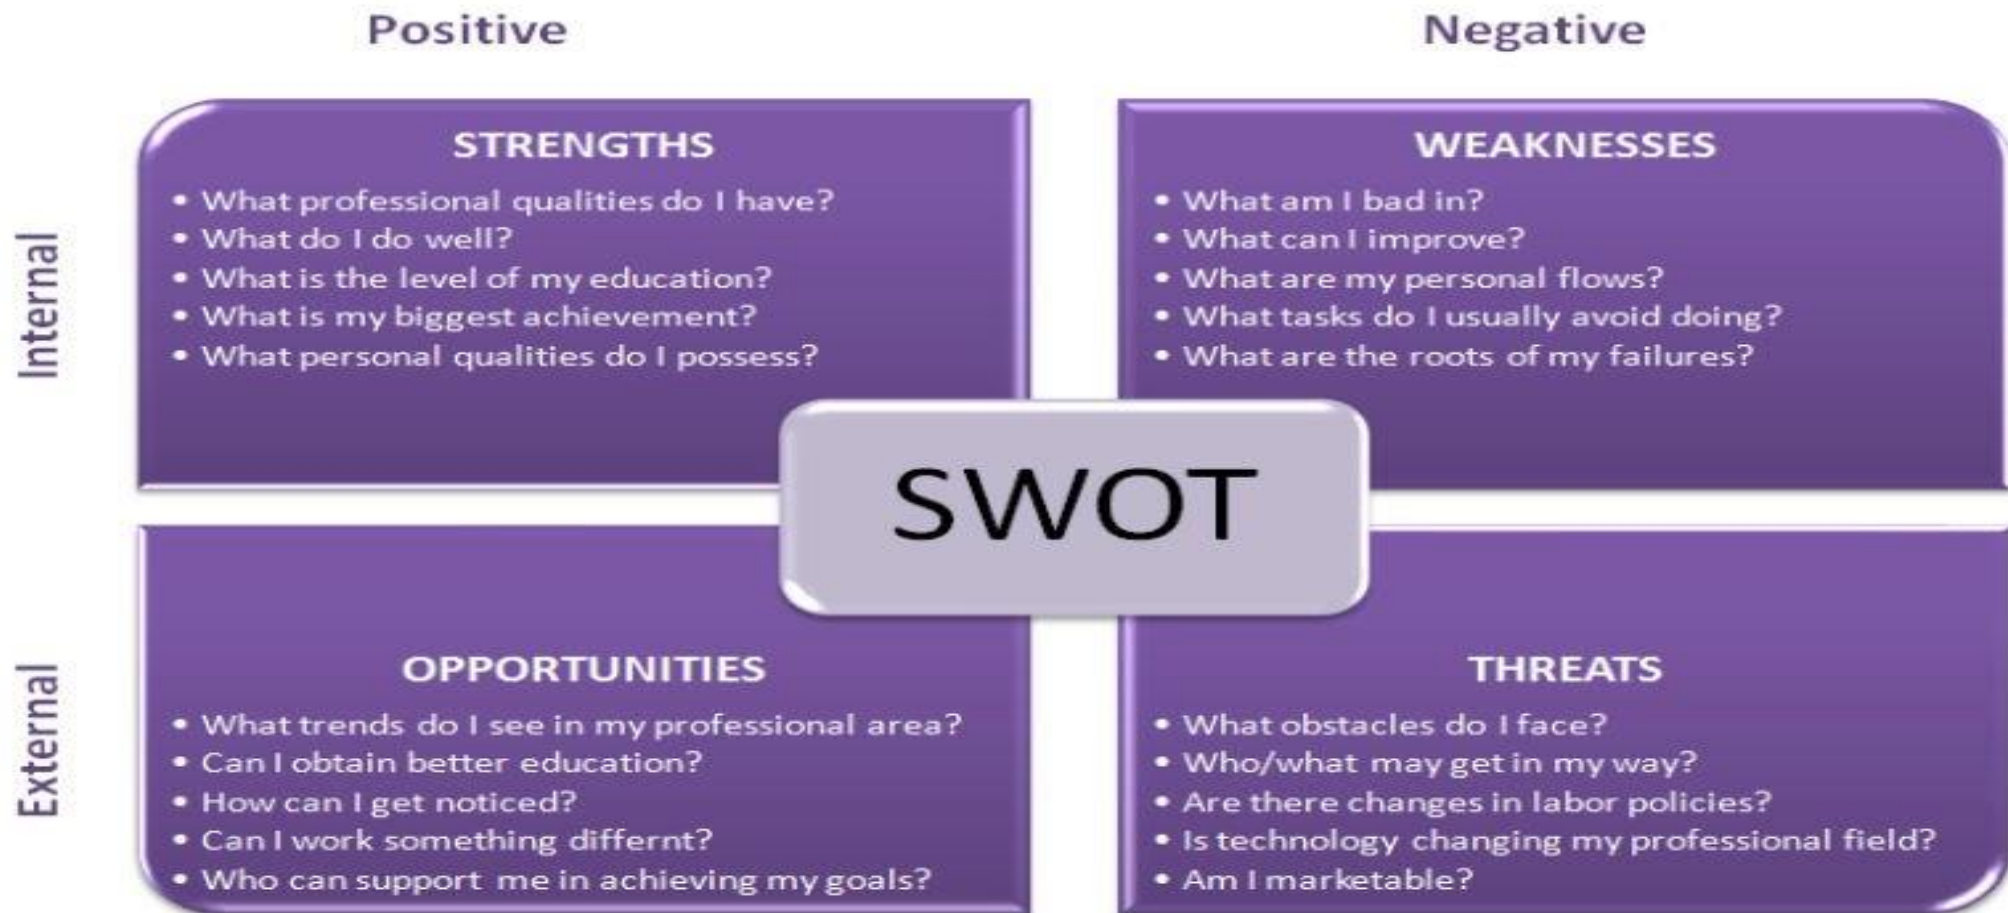 Positive
Negative
Internal
STRENGTHS
• What professional qualities do I have?
• What do I do well?
• What is the level of my education?
• What is my biggest achievement?
• What personal qualities do I possess?
WEAKNESSES
• What am I bad in?
• What can I improve?
• What are my personal flows?
• What tasks do I usually avoid doing?
• What are the roots of my failures?
SWOT
External
OPPORTUNITIES
• What trends do I see in my professional area?
• Can I obtain better education?
• How can I get noticed?
• Can I work something differnt?
• Who can support me in achieving my goals?
THREATS
• What obstacles do I face?
• Who/what may get in my way?
• Are there changes in labor policies?
• Is technology changing my professional field?
• Am I marketable?